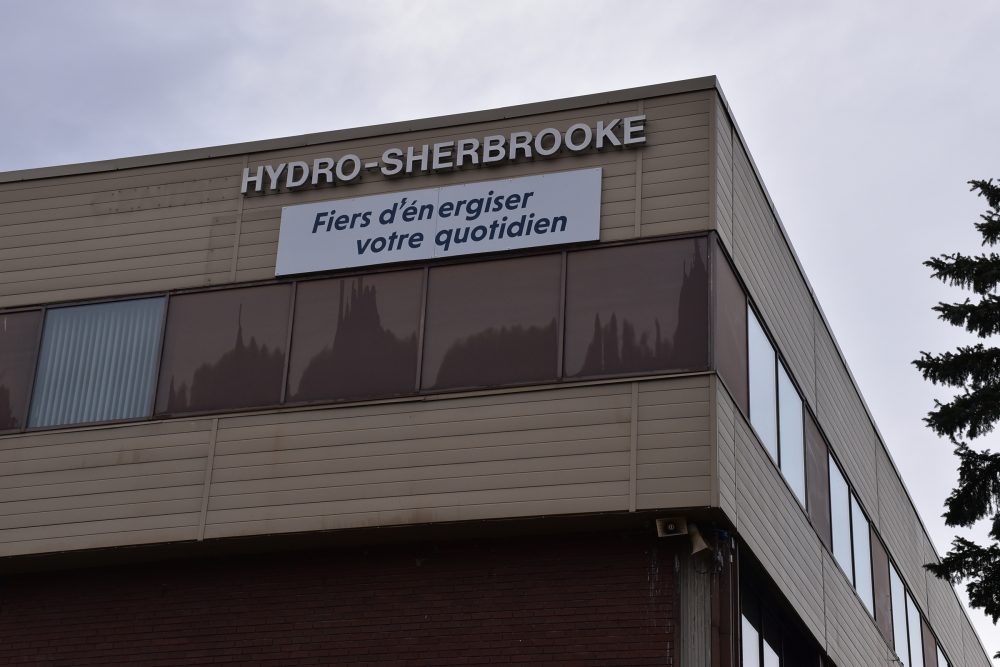 HYDRO-SHERBROOKE
Fiers d'énergiser
votre quotidien